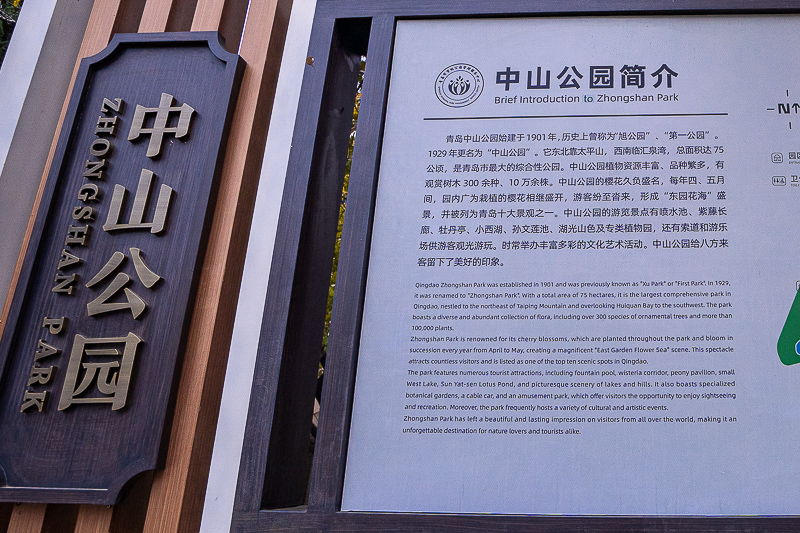 中山公园
ZHONGSHAN PARK
中山公园简介
Brief Introduction to Zhongshan Park
青岛中山公园始建于1901年，历史上曾称为“旭公园”、“第一公园”。
1929年更名为“中山公园”。它东北靠太平山，西南临汇泉湾，总面积达75
公顷，是青岛市最大的综合性公园。中山公园植物资源丰富、品种繁多，有
观赏树木300余种、10万余株。中山公园的樱花久负盛名，每年四、五月
间，园内广为栽植的樱花相继盛开，游客纷至沓来，形成“东园花海”盛
景，并被列为青岛十大景观之一。中山公园的游览景点有喷水池、紫藤长
廊、牡丹亭、小西湖、孙文莲池、湖光山色及专类植物园，还有索道和游乐
场供游客观光游玩。时常举办丰富多彩的文化艺术活动。中山公园给八方来
客留下了美好的印象。
Qingdao Zhongshan Park was established in 1901 and was previously known as "Xu Park" or "First Park". In 1929,
it was renamed to "Zhongshan Park". With a total area of 75 hectares, it is the largest comprehensive park in
Qingdao, nestled to the northeast of Taiping Mountain and overlooking Huiquan Bay to the southwest. The park
boasts a diverse and abundant collection of flora, including over 300 species of ornamental trees and more than
100,000 plants.
Zhongshan Park is renowned for its cherry blossoms, which are planted throughout the park and bloom in
succession every year from April to May, creating a magnificent "East Garden Flower Sea" scene. This spectacle
attracts countless visitors and is listed as one of the top ten scenic spots in Qingdao.
The park features numerous tourist attractions, including fountain pool, wisteria corridor, peony pavilion, small
West Lake, Sun Yat-sen Lotus Pond, and picturesque scenery of lakes and hills. It also boasts specialized
botanical gardens, a cable car, and an amusement park, which offer visitors the opportunity to enjoy sightseeing
and recreation. Moreover, the park frequently hosts a variety of cultural and artistic events.
Zhongshan Park has left a beautiful and lasting impression on visitors from all over the world, making it an
unforgettable destination for nature lovers and tourists alike.
N